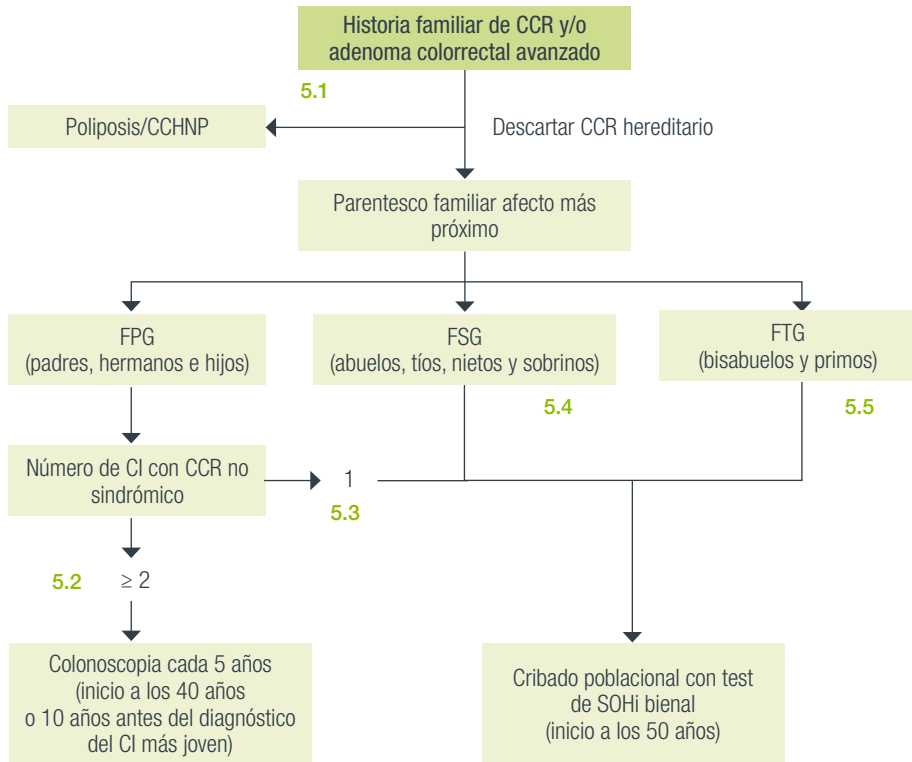 Historia familiar de CCR y/o
adenoma colorrectal avanzado
5.1
Poliposis/CCHNP
Descartar CCR hereditario
Parentesco familiar afecto más
próximo
FPG
(padres, hermanos e hijos)
FSG
(abuelos, tíos, nietos y sobrinos)
FTG
(bisabuelos y primos)
5.4
5.5
Número de CI con CCR no
sindrómico
1
5.3
5.2
≥ 2
Colonoscopia cada 5 años
(inicio a los 40 años
o 10 años antes del diagnóstico
del CI más joven)
Cribado poblacional con test
de SOHi bienal
(inicio a los 50 años)